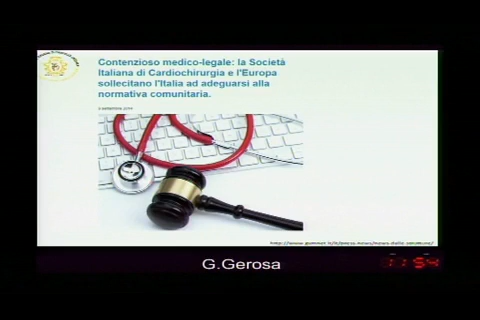 Contenzioso medico-legale: la Società
Italiana di Cardiochirurgia e l'Europa
sollecitano l'Italia ad adeguarsi alla
normativa comunitaria.
G.Gerosa